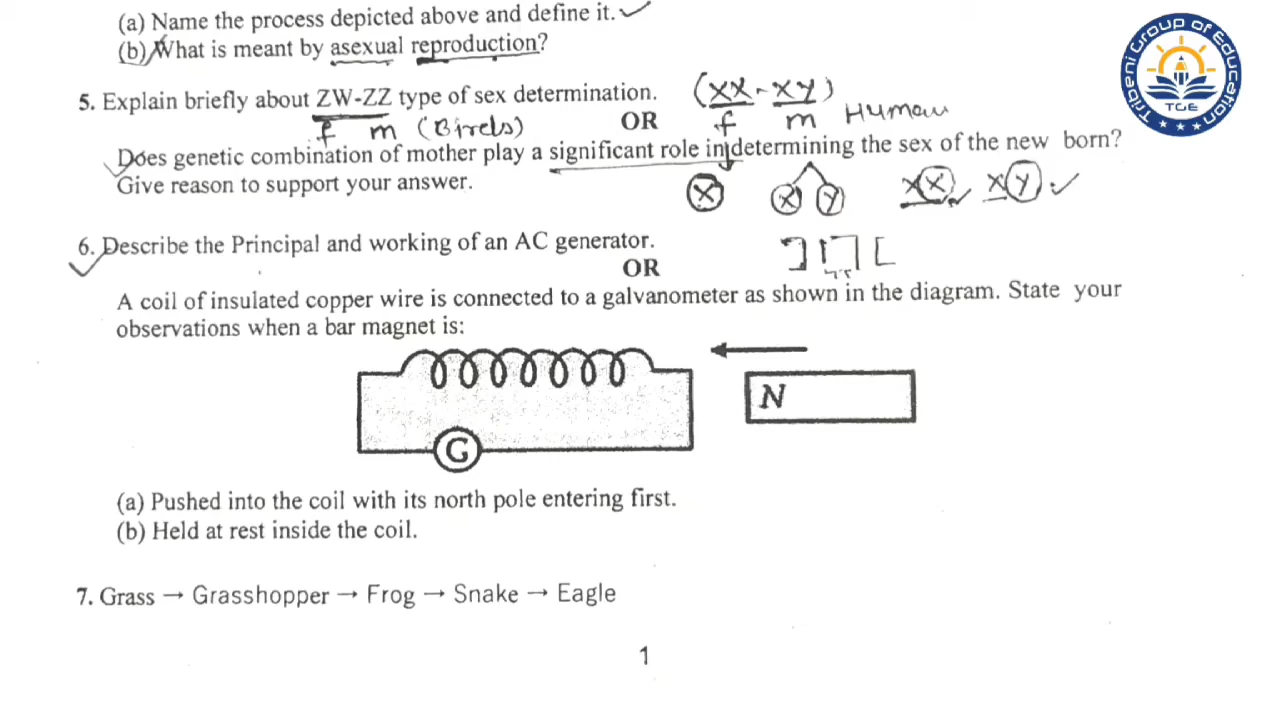 (a) Name the process depicted above and define it.
(b) What is meant by asexual reproduction?
5. Explain briefly about ZW-ZZ type of sex determination. (XX - XY)
f m (Birds) OR f m Human
Does genetic combination of mother play a significant role in determining the sex of the new born?
Give reason to support your answer.
X X Y XX, XY
6. Describe the Principal and working of an AC generator.
OR
A coil of insulated copper wire is connected to a galvanometer as shown in the diagram. State your
observations when a bar magnet is:
N
G
(a) Pushed into the coil with its north pole entering first.
(b) Held at rest inside the coil.
7. Grass → Grasshopper → Frog → Snake → Eagle
1
Tribeni Group of Education
TGE